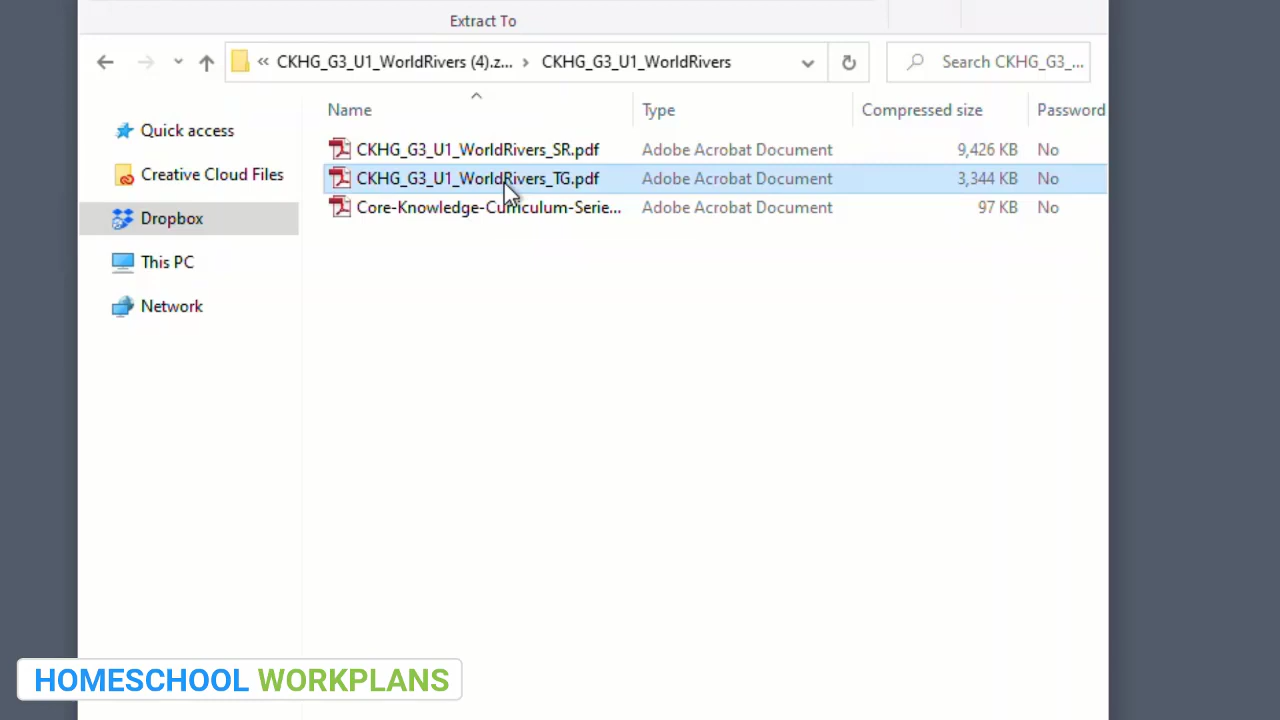 Extract To
« CKHG_G3_U1_WorldRivers (4).z... › CKHG_G3_U1_WorldRivers
Search CKHG_G3_...
Name Type Compressed size Password
Quick access
Creative Cloud Files
Dropbox
This PC
Network
CKHG_G3_U1_WorldRivers_SR.pdf Adobe Acrobat Document 9,426 KB No
CKHG_G3_U1_WorldRivers_TG.pdf Adobe Acrobat Document 3,344 KB No
Core-Knowledge-Curriculum-Serie... Adobe Acrobat Document 97 KB No
HOMESCHOOL WORKPLANS